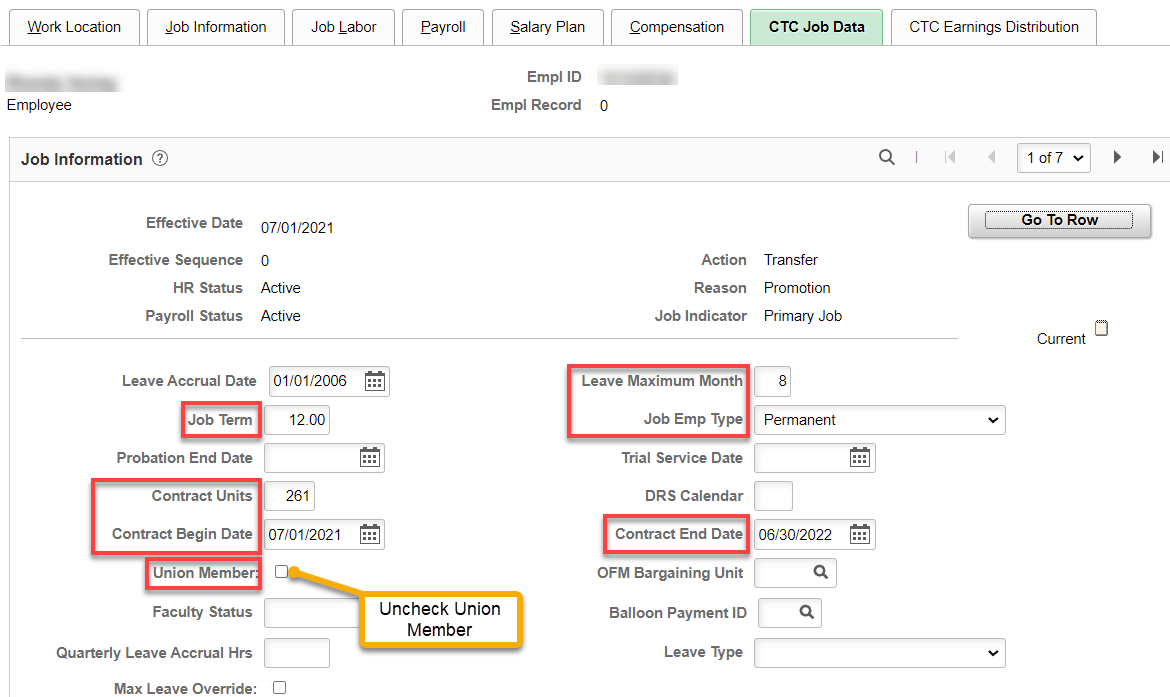 Work Location Job Information Job Labor Payroll Salary Plan Compensation CTC Job Data CTC Earnings Distribution
Empl ID
Employee Empl Record 0
Job Information ? 1 of 7
Effective Date 07/01/2021 Go To Row
Effective Sequence 0 Action Transfer
HR Status Active Reason Promotion
Payroll Status Active Job Indicator Primary Job
Current
Leave Accrual Date 01/01/2006 Leave Maximum Month 8
Job Term 12.00 Job Emp Type Permanent
Probation End Date Trial Service Date
Contract Units 261 DRS Calendar
Contract Begin Date 07/01/2021 Contract End Date 06/30/2022
Union Member: OFM Bargaining Unit
Uncheck Union
Member
Faculty Status Balloon Payment ID
Quarterly Leave Accrual Hrs Leave Type
Max Leave Override: